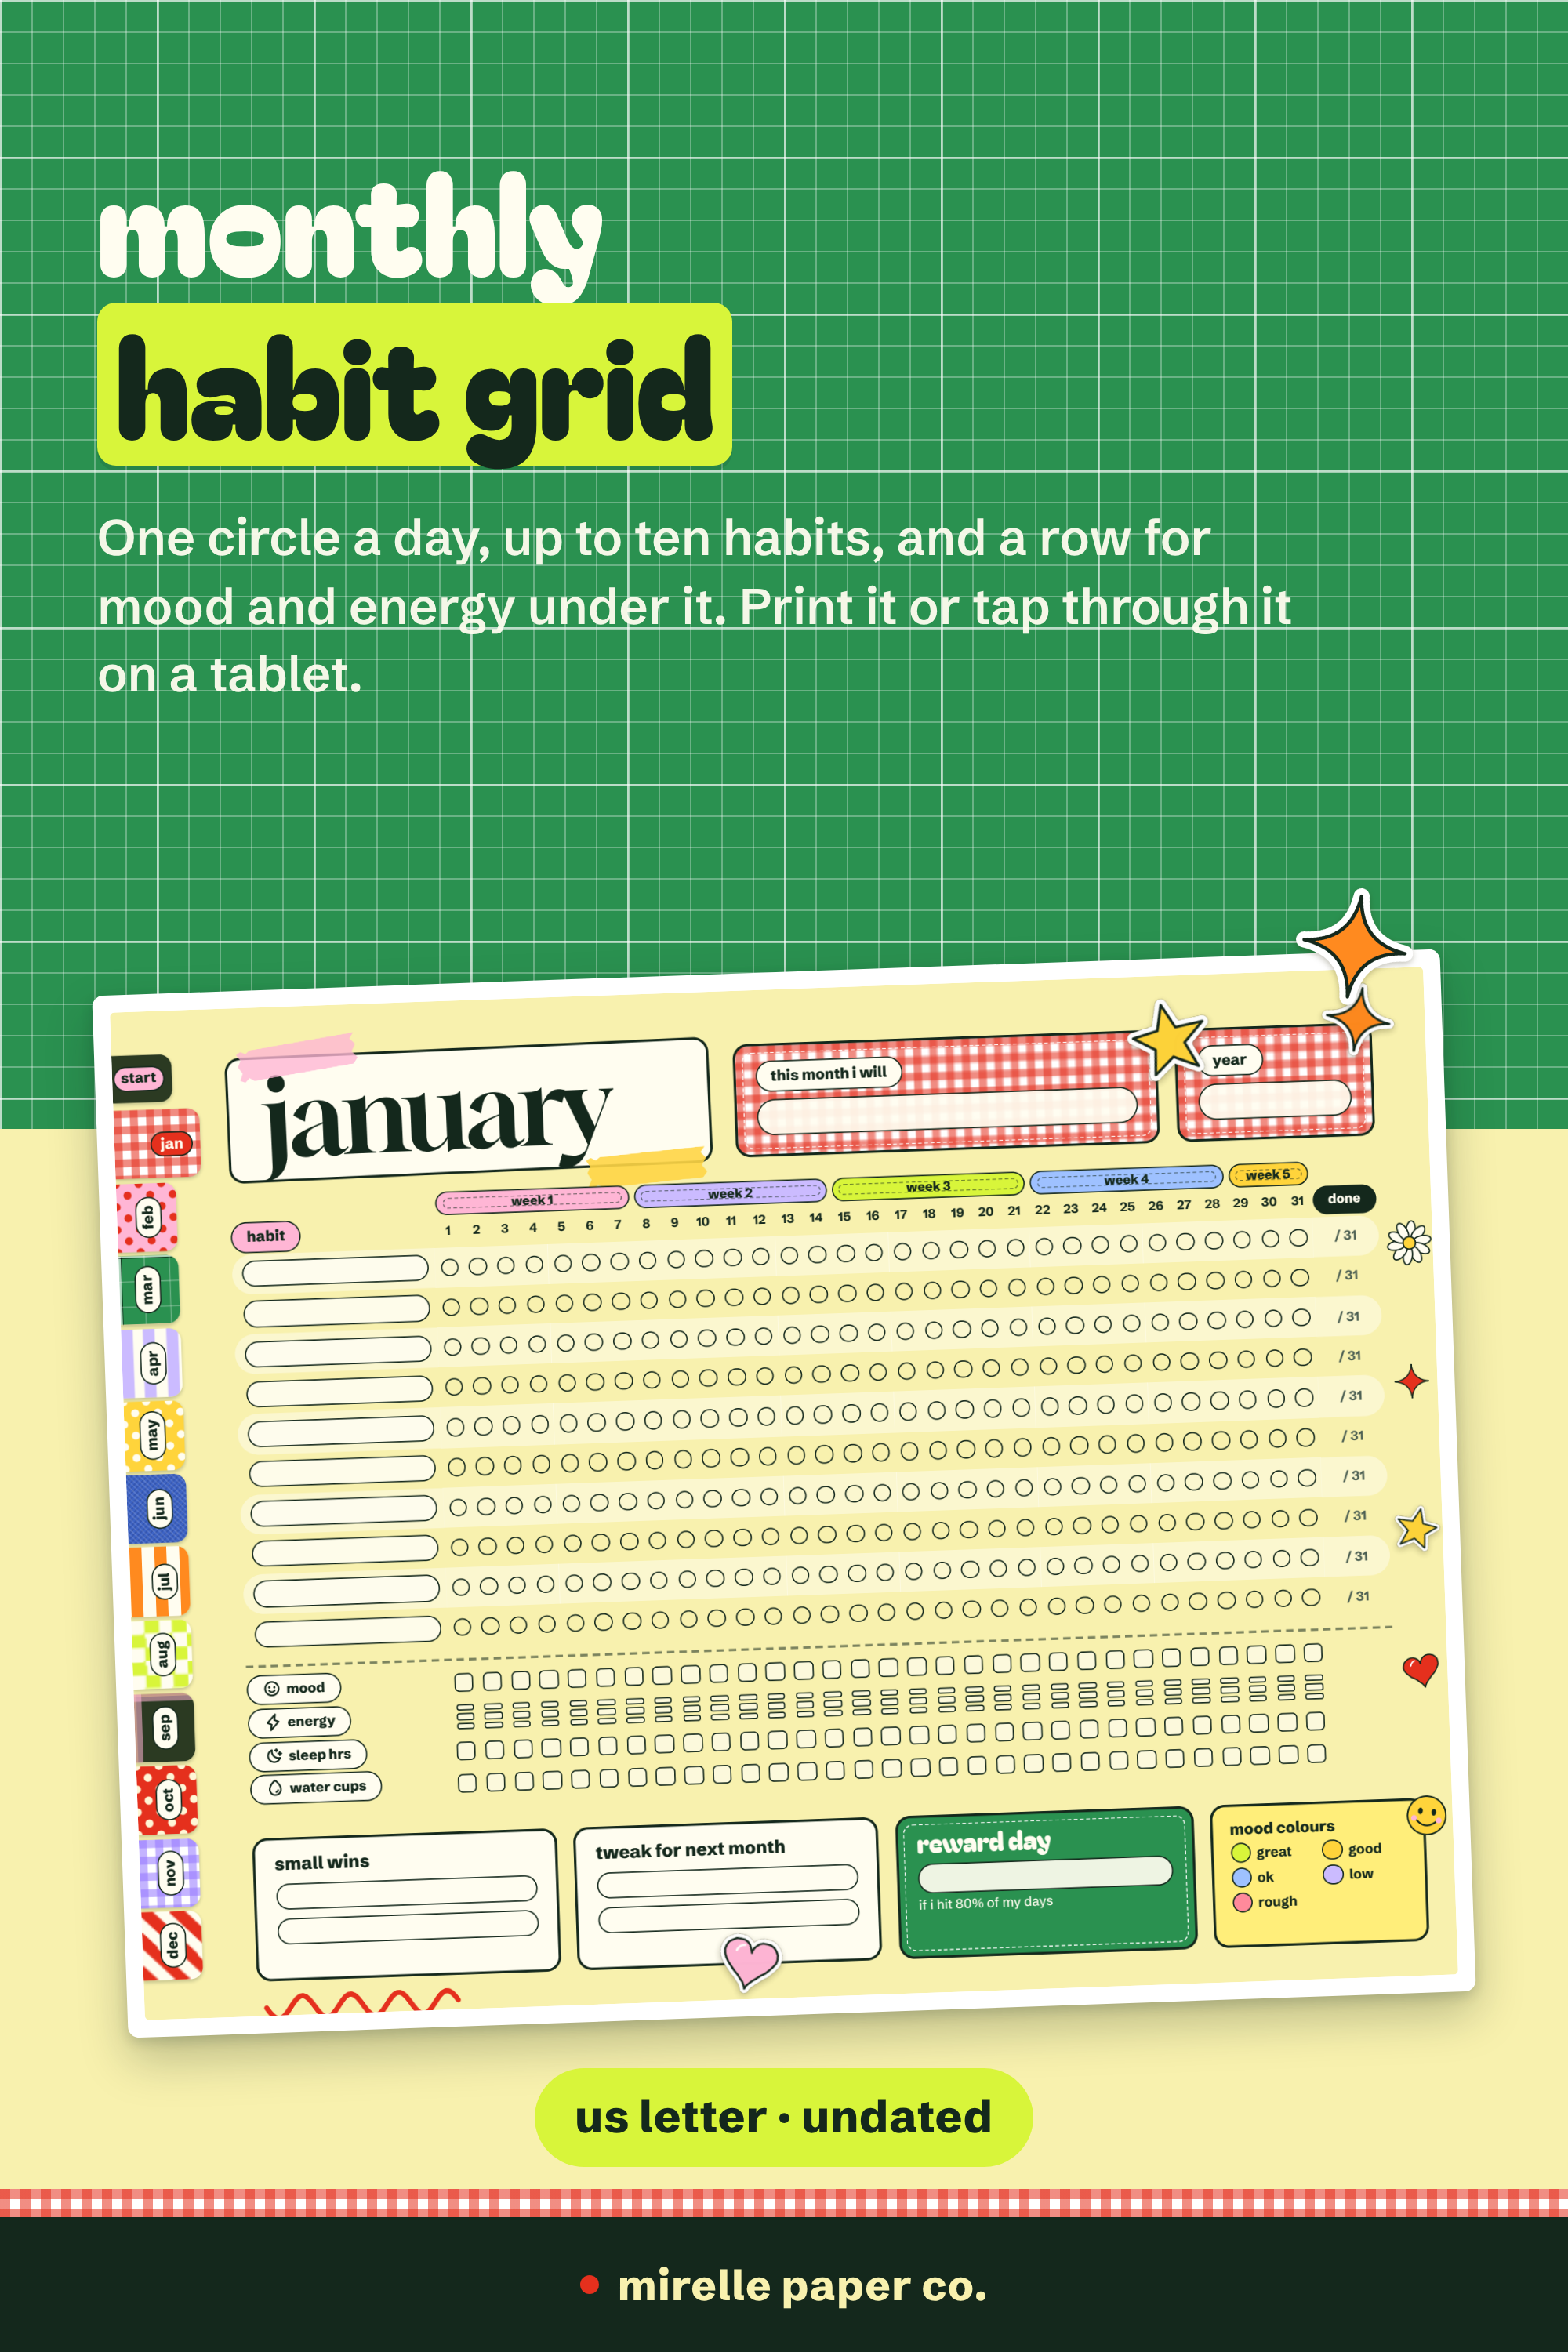 monthly
habit grid
One circle a day, up to ten habits, and a row for
mood and energy under it. Print it or tap through it
on a tablet.
start
jan
feb
mar
apr
may
jun
jul
aug
sep
oct
nov
dec
january
this month i will
year
week 1 week 2 week 3 week 4 week 5
habit 1 2 3 4 5 6 7 8 9 10 11 12 13 14 15 16 17 18 19 20 21 22 23 24 25 26 27 28 29 30 31 done
/ 31
/ 31
/ 31
/ 31
/ 31
/ 31
/ 31
/ 31
/ 31
/ 31
mood
energy
sleep hrs
water cups
small wins
tweak for next month
reward day
if i hit 80% of my days
mood colours
great good
ok low
rough
us letter • undated
mirelle paper co.